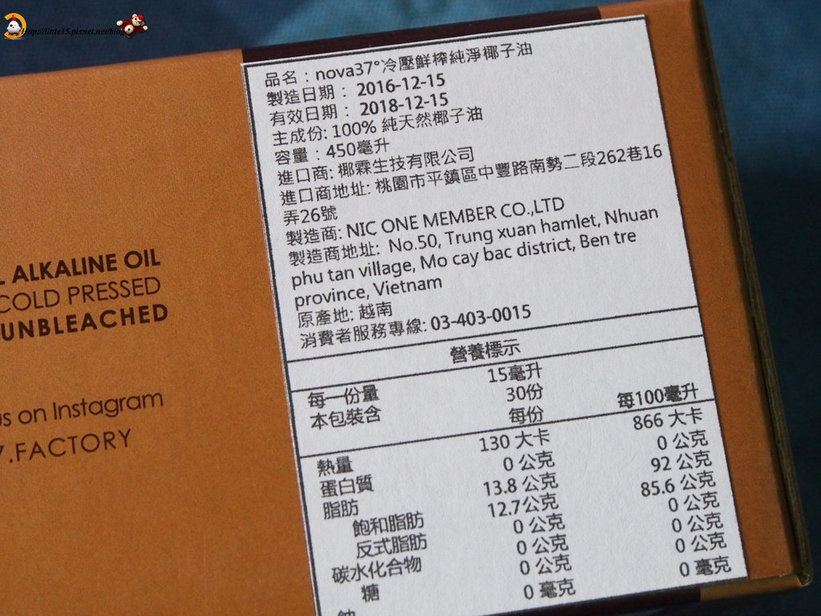 http://little15.pixnet.net/blog
品名：nova37°冷壓鮮榨純淨椰子油
製造日期： 2016-12-15
有效日期： 2018-12-15
主成份: 100% 純天然椰子油
容量：450毫升
進口商: 椰霖生技有限公司
進口商地址: 桃園市平鎮區中豐路南勢二段262巷16
弄26號
製造商: NIC ONE MEMBER CO.,LTD
製造商地址: No.50, Trung xuan hamlet, Nhuan
phu tan village, Mo cay bac district, Ben tre
province, Vietnam
原產地: 越南
消費者服務專線: 03-403-0015
營養標示
每一份量 15毫升
本包裝含 30份
每份 每100毫升
熱量 130 大卡 866 大卡
蛋白質 0 公克 0 公克
脂肪 13.8 公克 92 公克
飽和脂肪 12.7公克 85.6 公克
反式脂肪 0 公克 0 公克
碳水化合物 0 公克 0 公克
糖 0 公克 0 公克
鈉 0 毫克 0 毫克
L ALKALINE OIL
COLD PRESSED
UNBLEACHED
us on Instagram
7.FACTORY